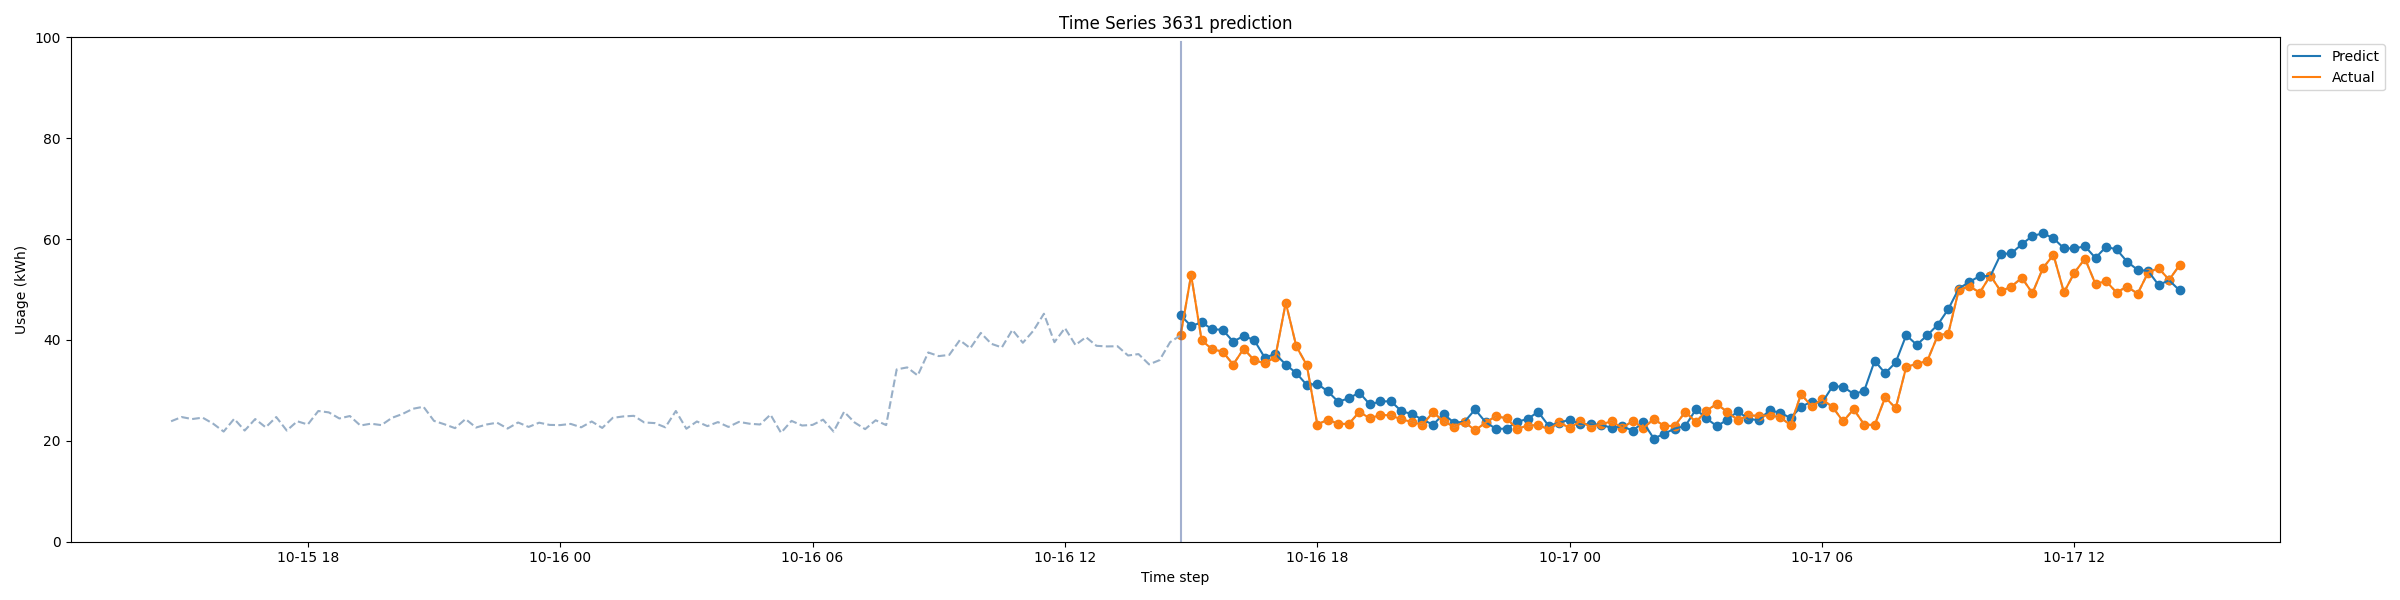 Time Series 3631 prediction
100
80
60
40
20
0
Usage (kWh)
10-15 18
10-16 00
10-16 06
10-16 12
10-16 18
10-17 00
10-17 06
10-17 12
Time step
Predict
Actual